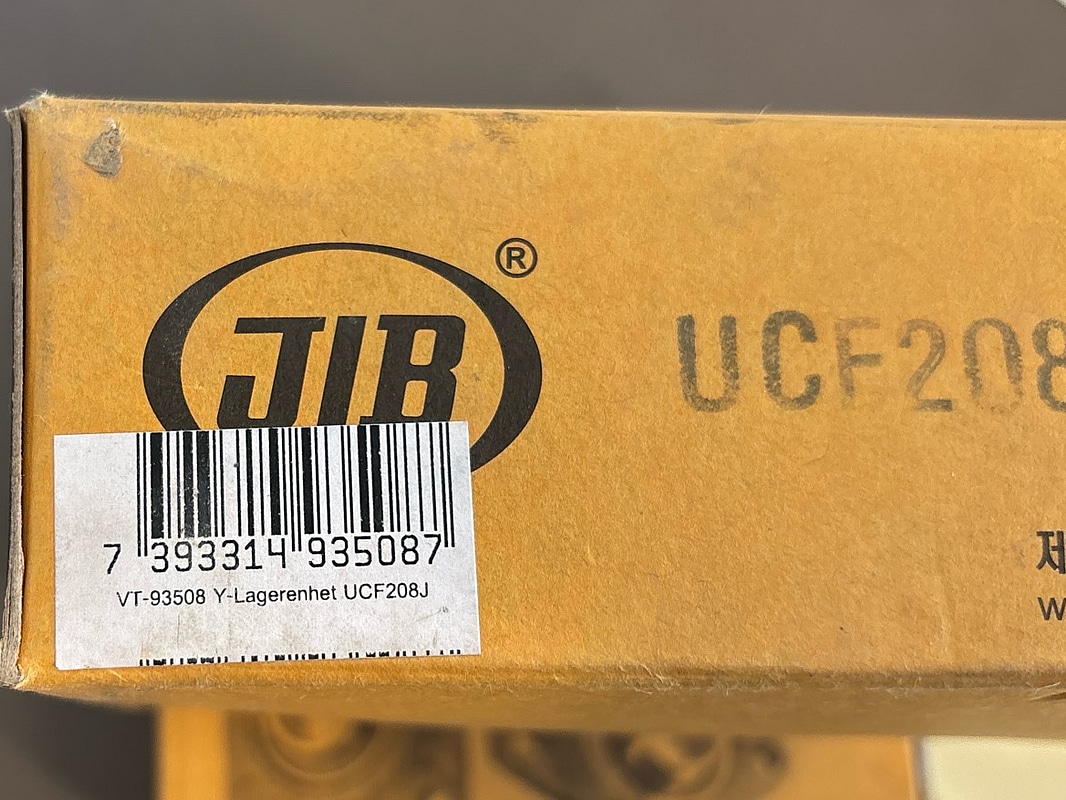 JIB®
UCF208
7 393314 935087
VT-93508 Y-Lagerenhet UCF208J